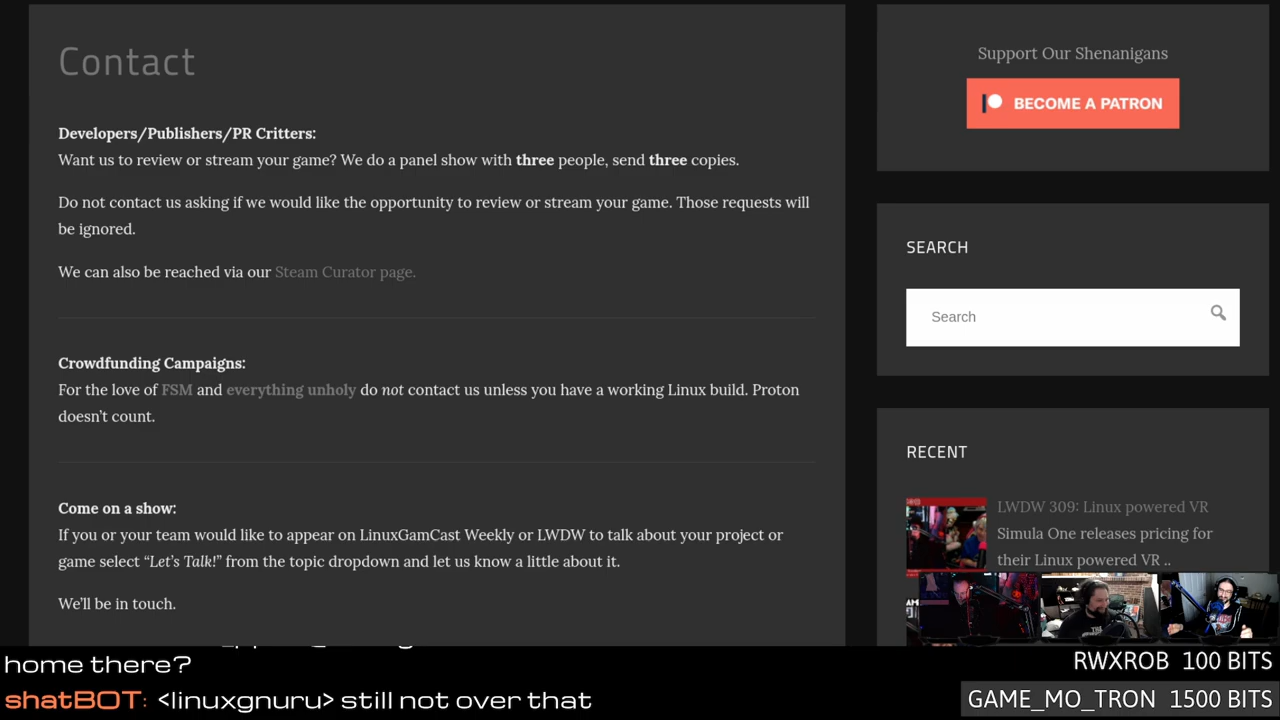 Contact
Developers/Publishers/PR Critters:
Want us to review or stream your game? We do a panel show with three people, send three copies.
Do not contact us asking if we would like the opportunity to review or stream your game. Those requests will
be ignored.
We can also be reached via our Steam Curator page.
Crowdfunding Campaigns:
For the love of FSM and everything unholy do not contact us unless you have a working Linux build. Proton
doesn't count.
Come on a show:
If you or your team would like to appear on LinuxGamCast Weekly or LWDW to talk about your project or
game select “Let’s Talk!” from the topic dropdown and let us know a little about it.
We’ll be in touch.
Support Our Shenanigans
BECOME A PATRON
SEARCH
Search
RECENT
LWDW 309: Linux powered VR
Simula One releases pricing for
their Linux powered VR ..
home there?
shatBOT: <linuxgnuru> still not over that
RWXROB 100 BITS
GAME_MO_TRON 1500 BITS